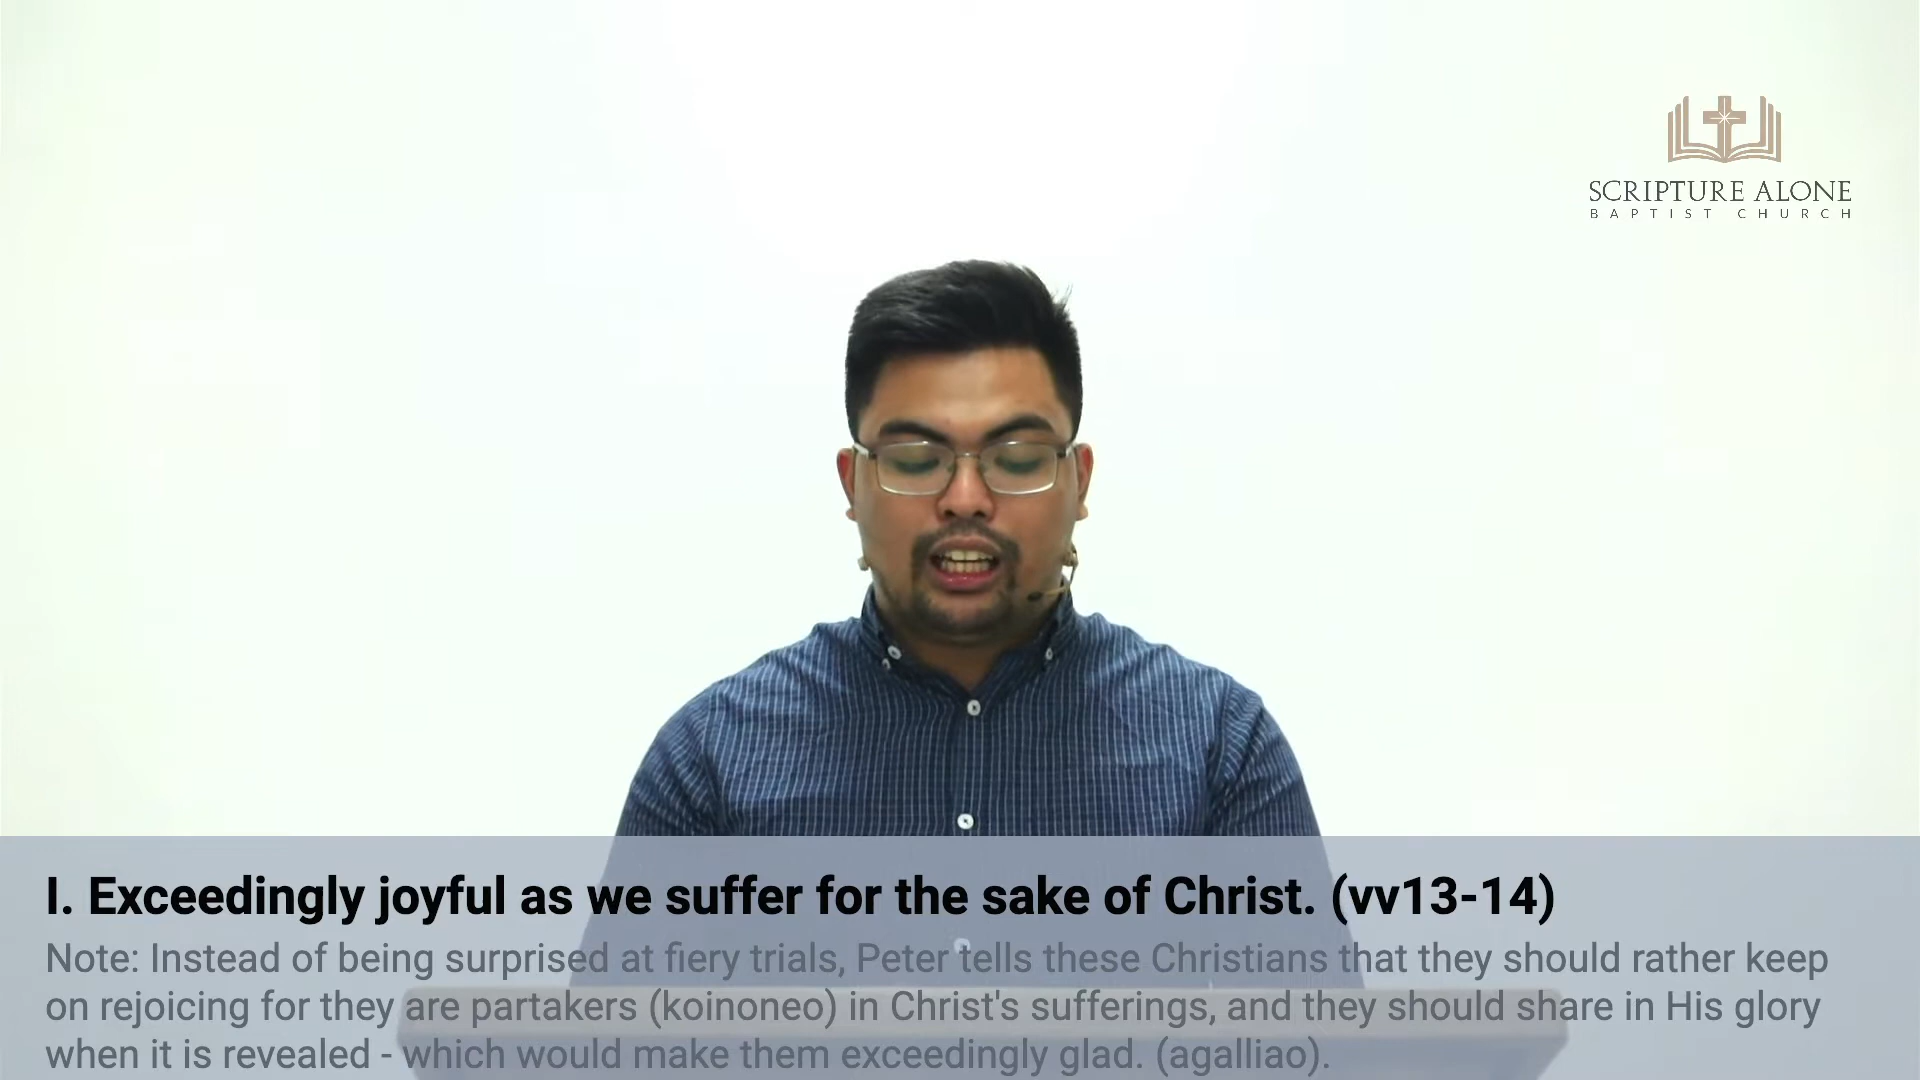 SCRIPTURE ALONE
BAPTIST CHURCH
I. Exceedingly joyful as we suffer for the sake of Christ. (vv13-14)
Note: Instead of being surprised at fiery trials, Peter tells these Christians that they should rather keep
on rejoicing for they are partakers (koinoneo) in Christ's sufferings, and they should share in His glory
when it is revealed - which would make them exceedingly glad. (agalliao).